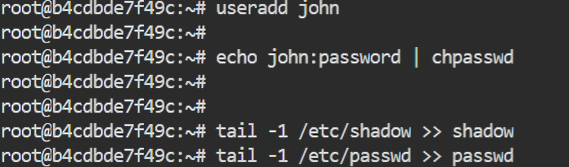 root@b4cdbde7f49c:~# useradd john
root@b4cdbde7f49c:~#
root@b4cdbde7f49c:~# echo john:password | chpasswd
root@b4cdbde7f49c:~#
root@b4cdbde7f49c:~#
root@b4cdbde7f49c:~# tail -1 /etc/shadow >> shadow
root@b4cdbde7f49c:~# tail -1 /etc/passwd >> passwd